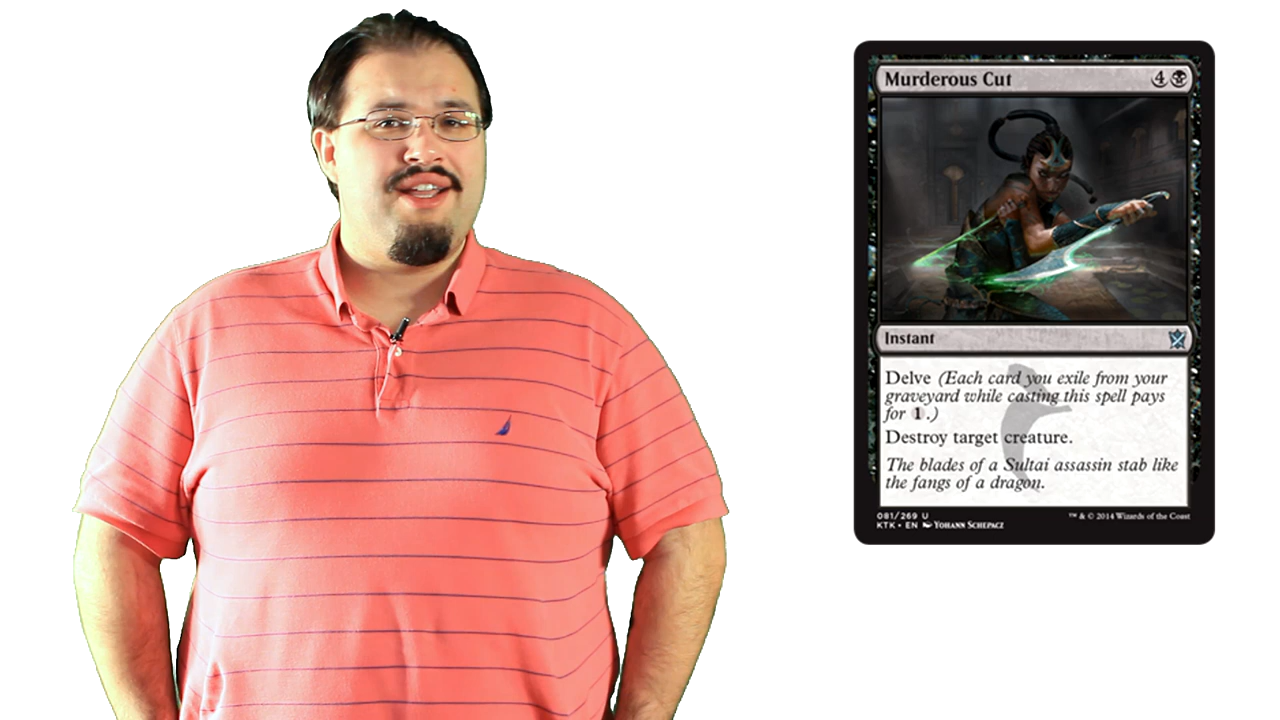 Murderous Cut 4
Instant
Delve (Each card you exile from your
graveyard while casting this spell pays
for 1.)
Destroy target creature.
The blades of a Sultai assassin stab like
the fangs of a dragon.
081/269 U
KTK • EN Yohann Schepacz
™ & © 2014 Wizards of the Coast